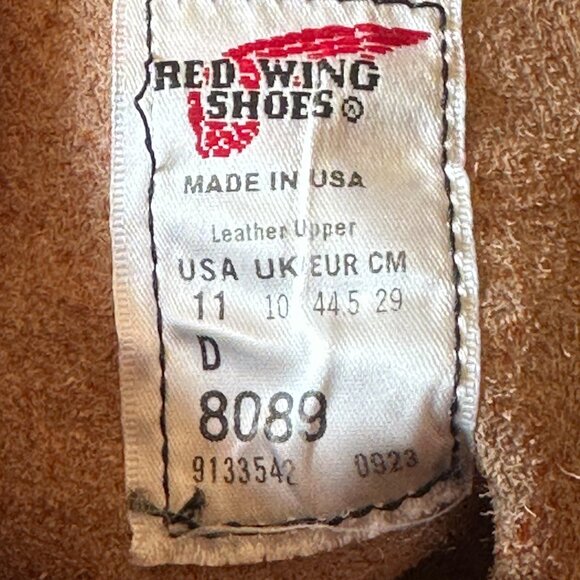 RED WING
SHOES ®
MADE IN USA
Leather Upper
USA UK EUR CM
11 10 44.5 29
D
8089
9133542 0923